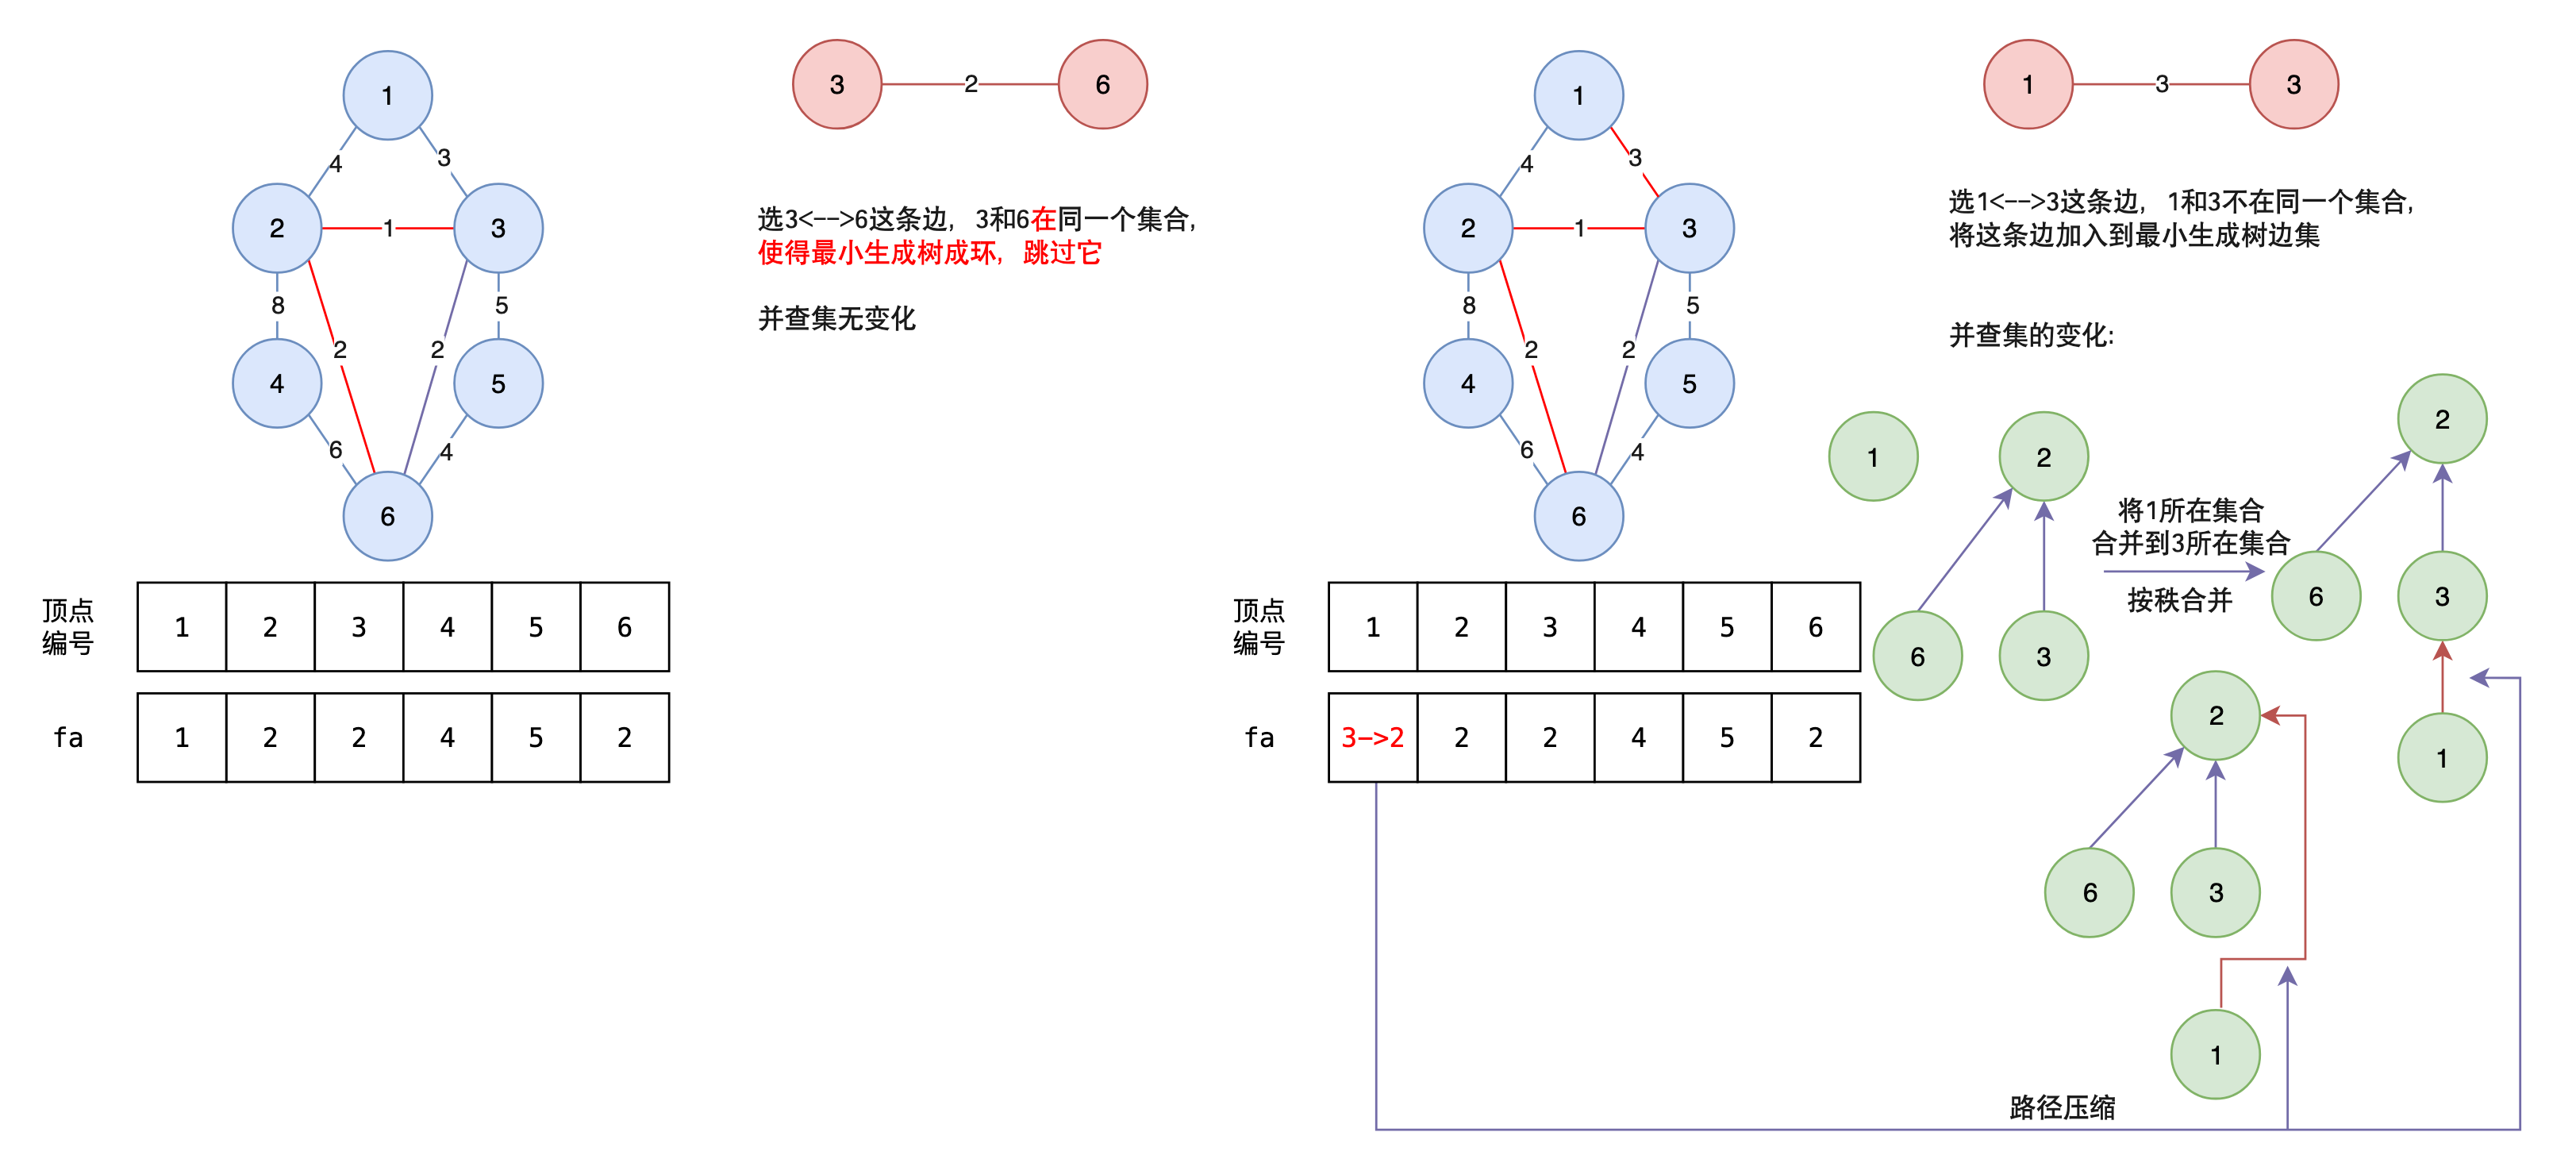 1
4
3
2
1
3
8
5
2
2
4
5
6
4
6
顶点
编号
1 2 3 4 5 6
fa
1 2 2 4 5 2
3
2
6
选3<-->6这条边，3和6在同一个集合，
使得最小生成树成环，跳过它
并查集无变化
1
4
3
2
1
3
8
5
2
2
4
5
6
4
6
顶点
编号
1 2 3 4 5 6
fa
3->2 2 2 4 5 2
1
3
3
选1<-->3这条边，1和3不在同一个集合，
将这条边加入到最小生成树边集
并查集的变化:
1
2
6
3
将1所在集合
合并到3所在集合
按秩合并
2
6
3
1
2
6
3
1
路径压缩